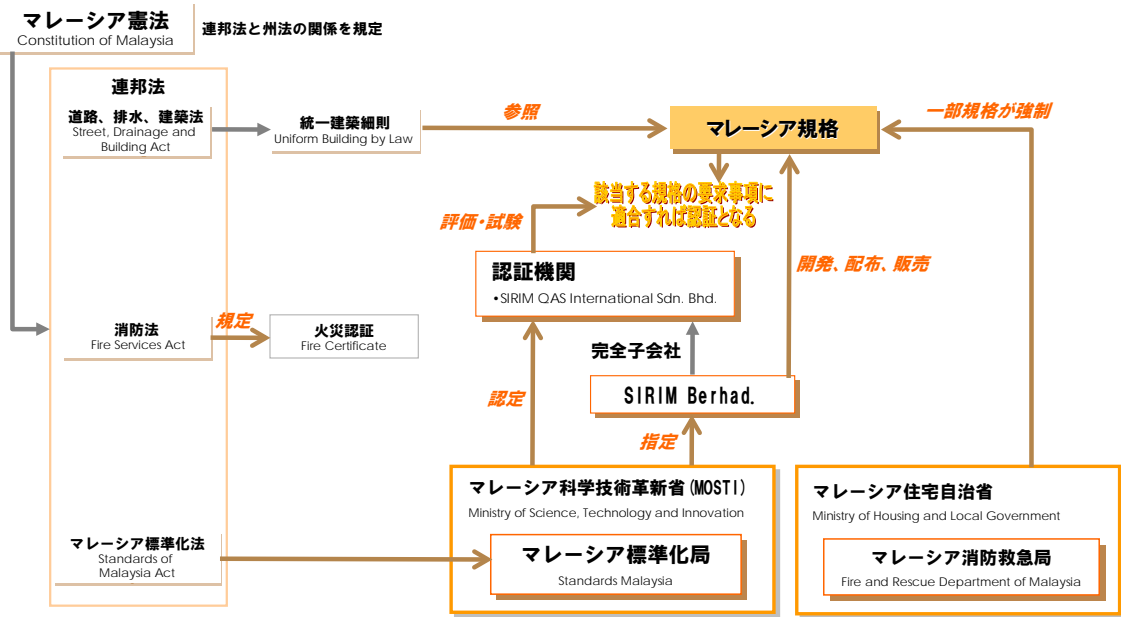 マレーシア憲法
Constitution of Malaysia
連邦法と州法の関係を規定
連邦法
道路、排水、建築法
Street, Drainage and
Building Act
統一建築細則
Uniform Building by Law
参照
マレーシア規格
一部規格が強制
該当する規格の要求事項に
適合すれば認証となる
評価・試験
認証機関
•SIRIM QAS International Sdn. Bhd.
開発、配布、販売
消防法
Fire Services Act
規定
火災認証
Fire Certificate
完全子会社
SIRIM Berhad.
認定
指定
マレーシア科学技術革新省(MOSTI)
Ministry of Science, Technology and Innovation
マレーシア標準化局
Standards Malaysia
マレーシア住宅自治省
Ministry of Housing and Local Government
マレーシア消防救急局
Fire and Rescue Department of Malaysia
マレーシア標準化法
Standards of
Malaysia Act